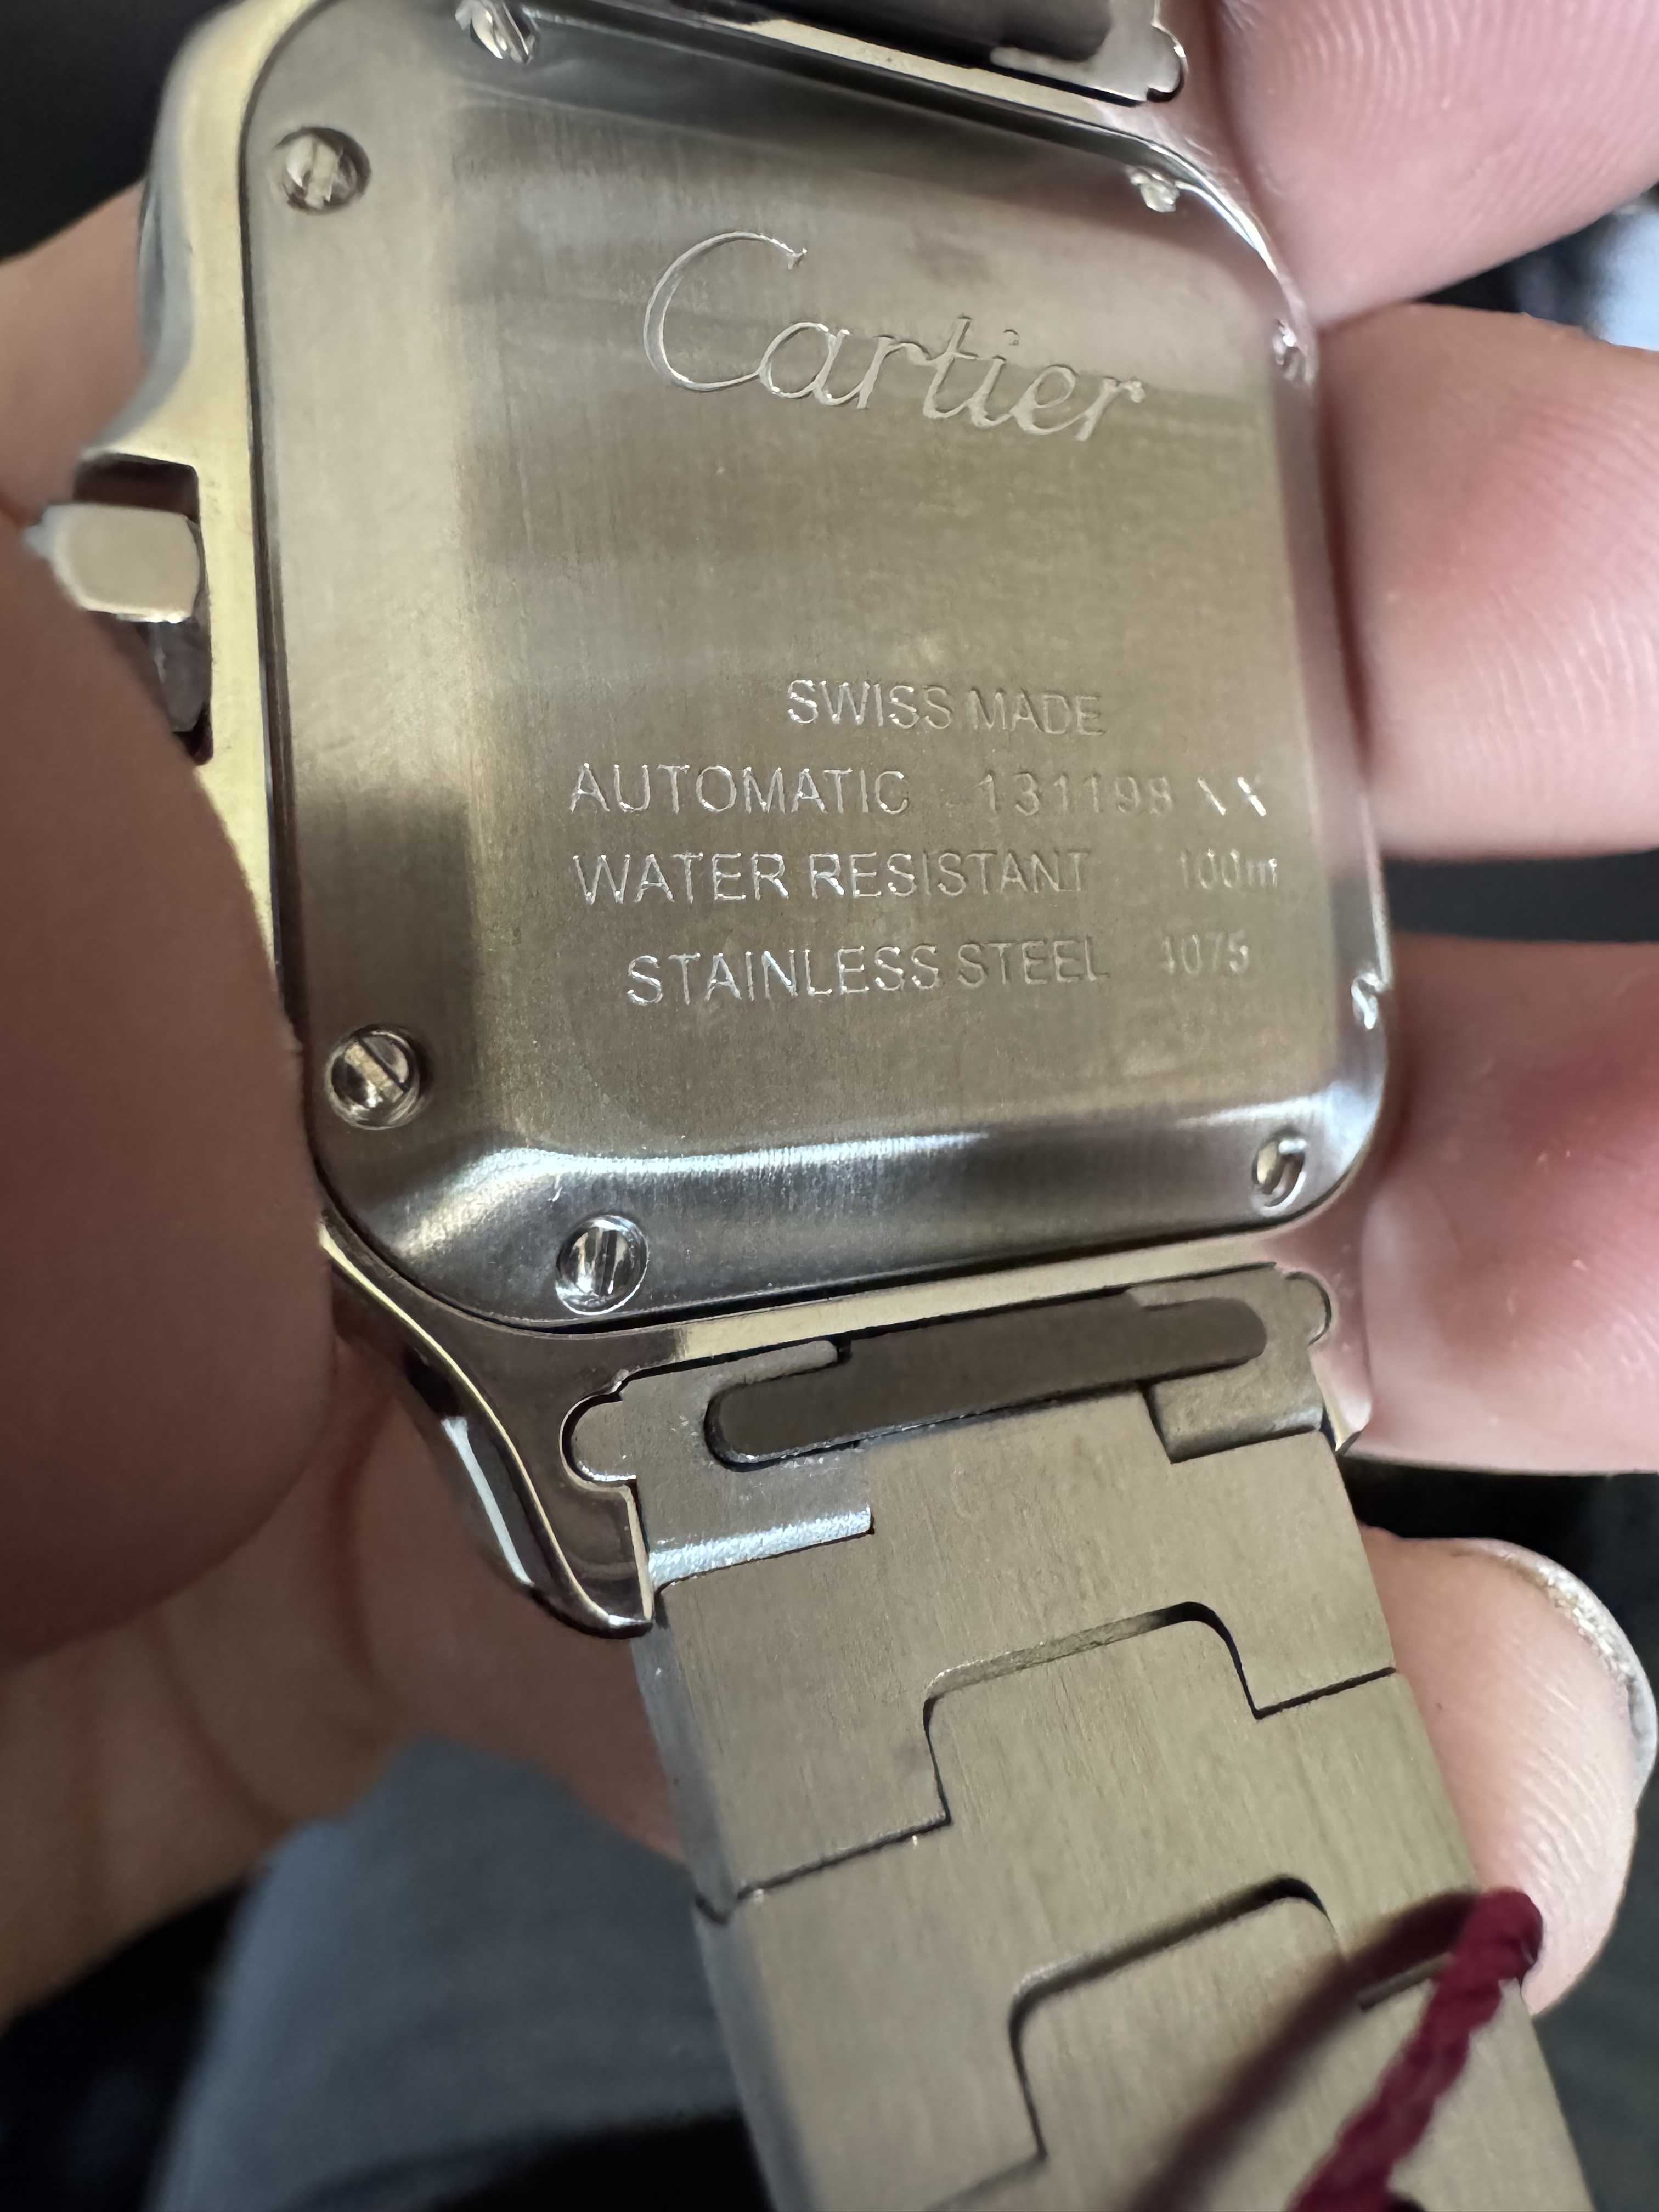 Cartier
SWISS MADE
AUTOMATIC 131198 XX
WATER RESISTANT 100m
STAINLESS STEEL 4075